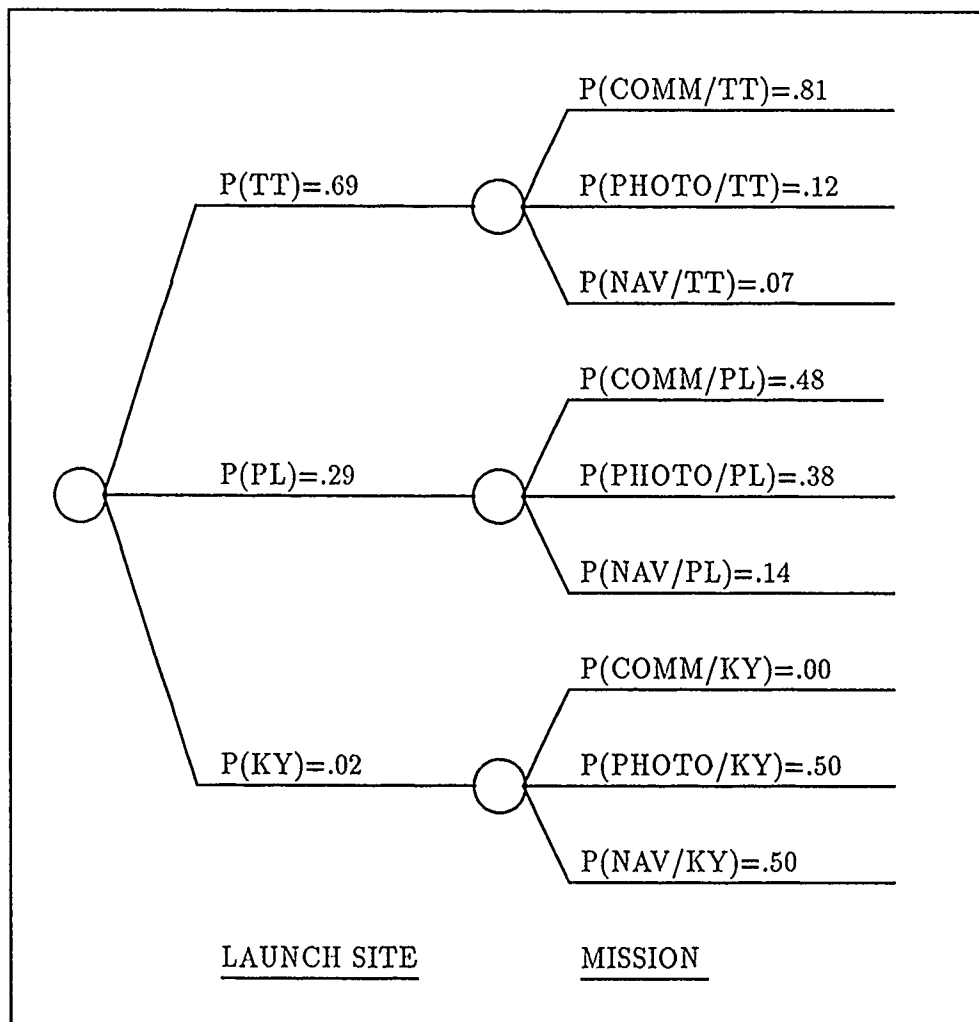 P(COMM/TT)=.81
P(TT)=.69
P(PHOTO/TT)=.12
P(NAV/TT)=.07
P(COMM/PL)=.48
P(PL)=.29
P(PHOTO/PL)=.38
P(NAV/PL)=.14
P(COMM/KY)=.00
P(KY)=.02
P(PHOTO/KY)=.50
P(NAV/KY)=.50
LAUNCH SITE
MISSION